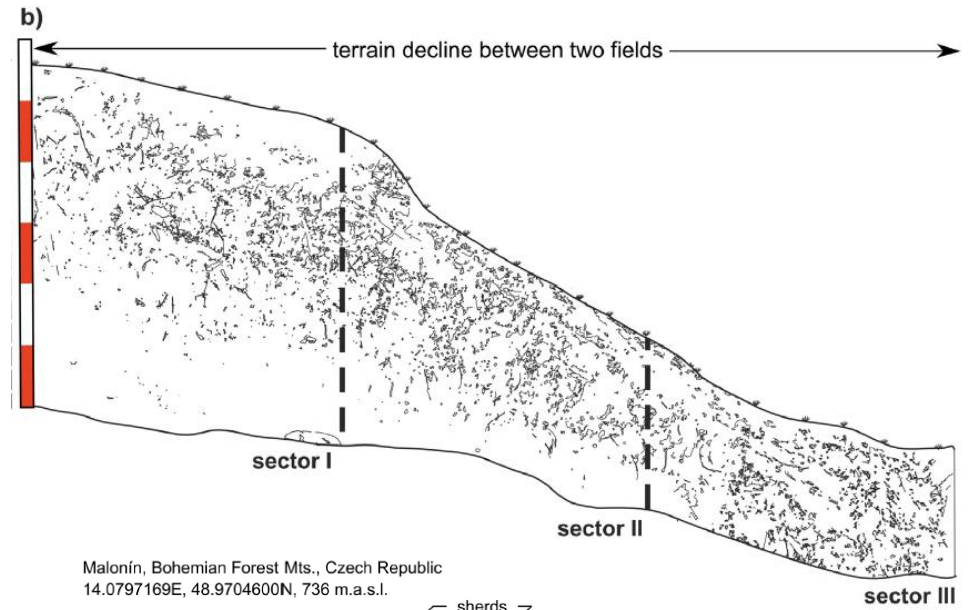 b)
terrain decline between two fields
sector I
sector II
Malonín, Bohemian Forest Mts., Czech Republic
14.0797169E, 48.9704600N, 736 m.a.s.l.
sector III
sherds